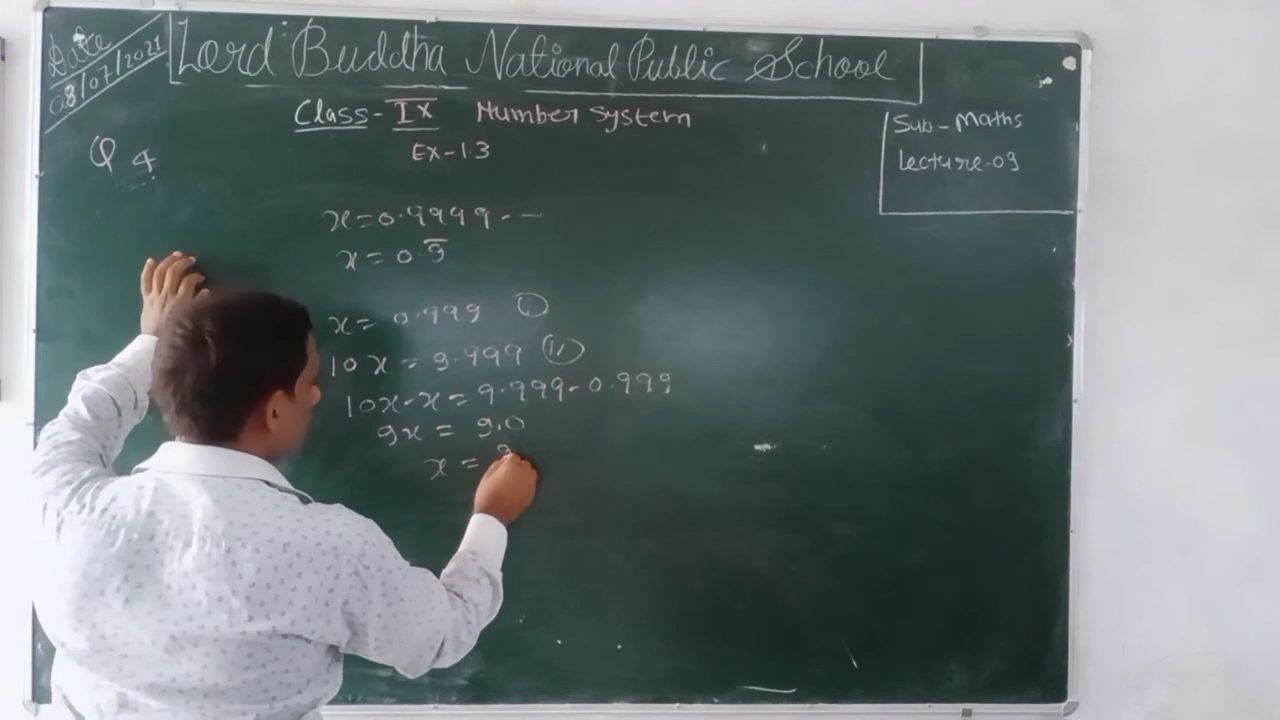 Date
08/07/2021
Lord Buddha National Public School
Class-IX Number System
Ex-1.3
Sub-Maths
Lecture-09
Q 4
x=0.9999.--
x=0.9̅
x=0.999 (i)
10x=9.999 (ii)
10x-x=9.999-0.999
9x=9.0
x=9